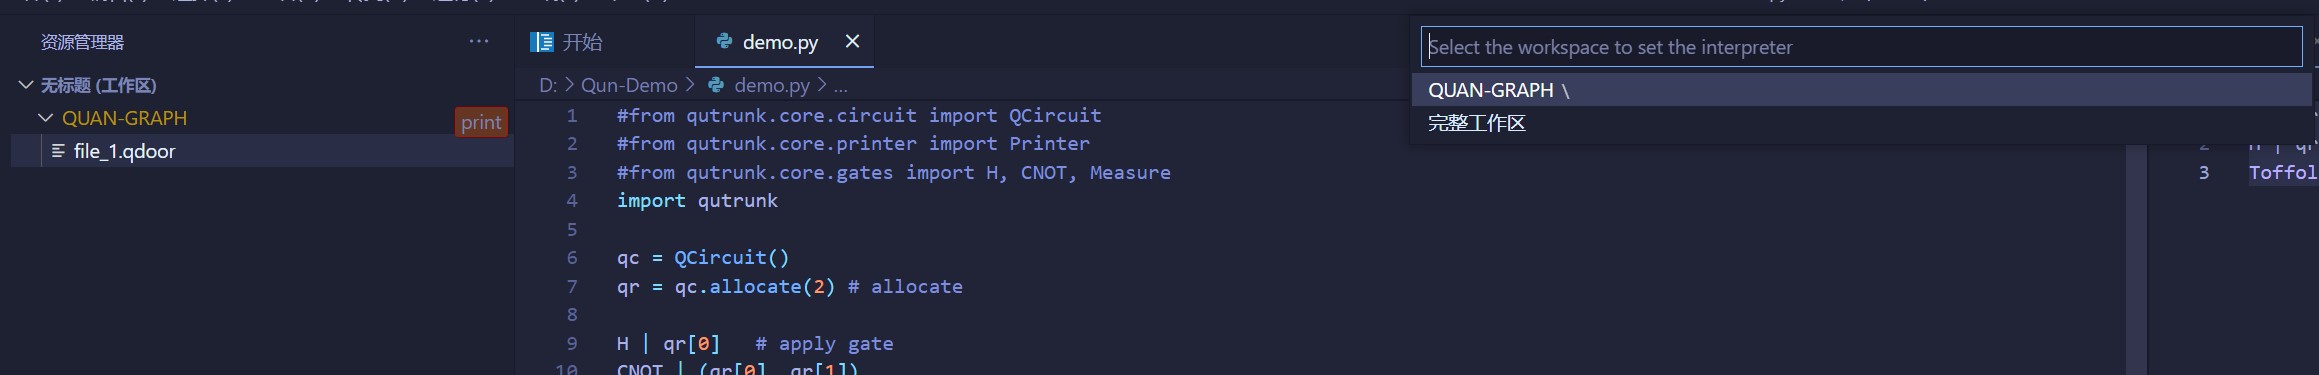 资源管理器
无标题 (工作区)
QUAN-GRAPH
print
file_1.qdoor
开始
demo.py
D: > Qun-Demo > demo.py > ...
1 #from qutrunk.core.circuit import QCircuit
2 #from qutrunk.core.printer import Printer
3 #from qutrunk.core.gates import H, CNOT, Measure
4 import qutrunk
5
6 qc = QCircuit()
7 qr = qc.allocate(2) # allocate
8
9 H | qr[0]   # apply gate
10 CNOT | (qr[0], qr[1])
Select the workspace to set the interpreter
QUAN-GRAPH \
完整工作区
2 H | qr
3 Toffol